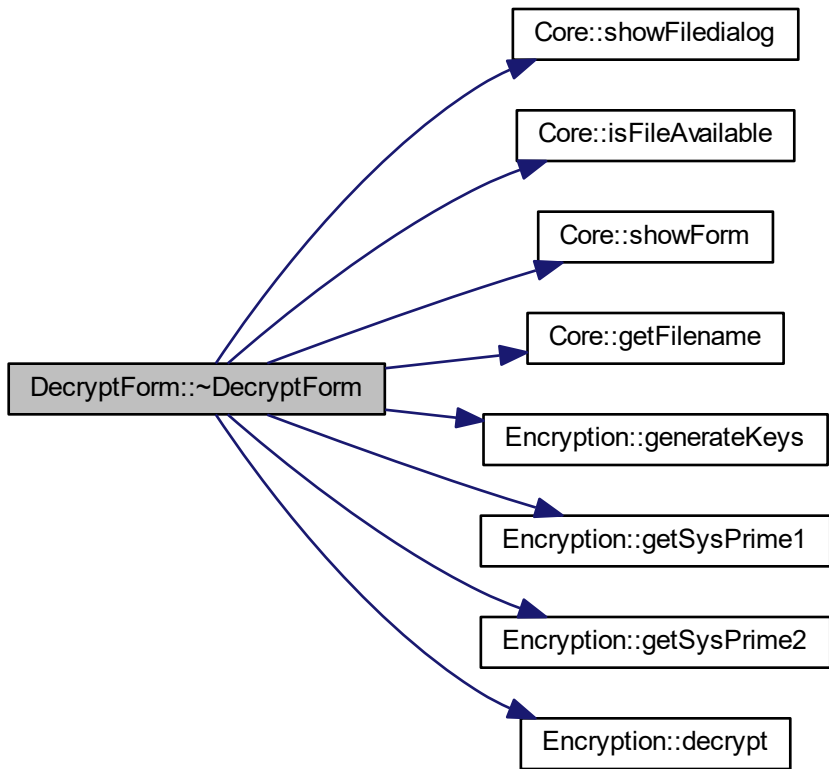 Core::showFiledialog
Core::isFileAvailable
Core::showForm
Core::getFilename
DecryptForm::~DecryptForm
Encryption::generateKeys
Encryption::getSysPrime1
Encryption::getSysPrime2
Encryption::decrypt